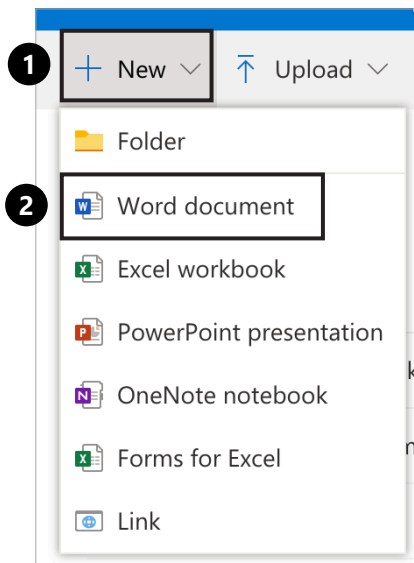 1 New Upload
Folder
2 Word document
Excel workbook
PowerPoint presentation
OneNote notebook
Forms for Excel
Link